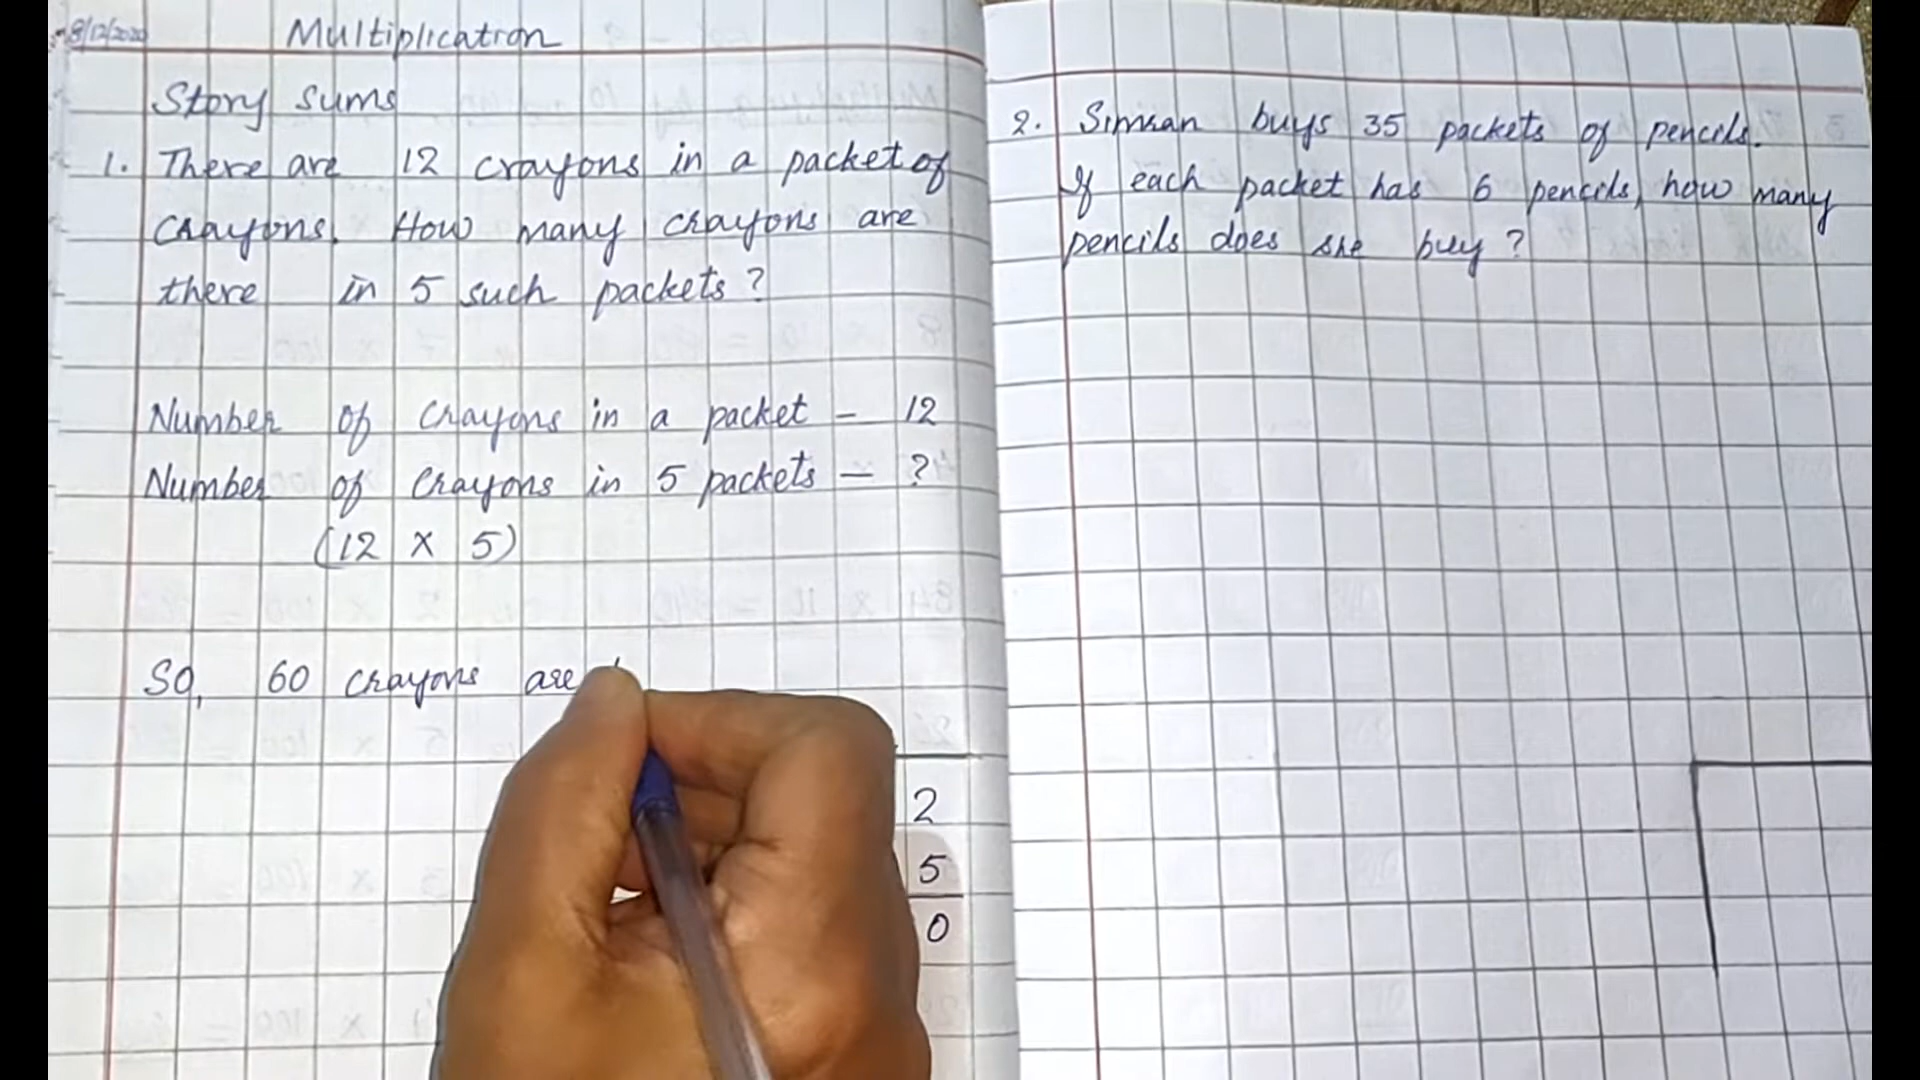 8/12/2020
Multiplication
Story sums
1. There are 12 crayons in a packet of
crayons. How many crayons are
there in 5 such packets?
Number of crayons in a packet - 12
Number of crayons in 5 packets - ?
(12 x 5)
So, 60 crayons are
2
5
0
2. Simran buys 35 packets of pencils.
If each packet has 6 pencils, how many
pencils does she buy?